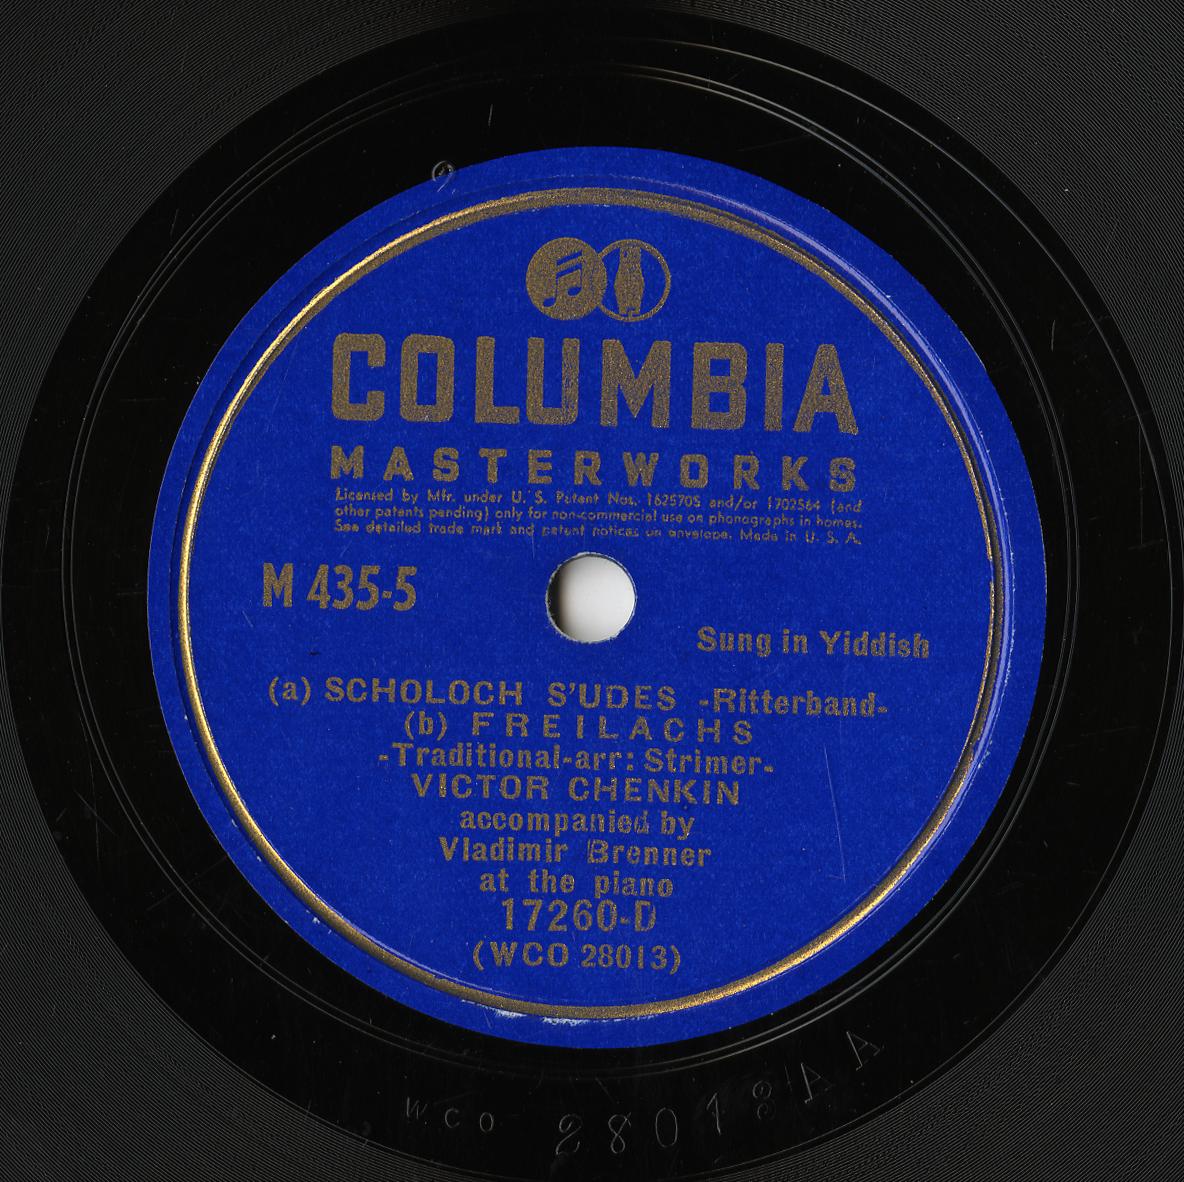 COLUMBIA
MASTERWORKS
Licensed by Mfr. under U. S. Patent Nos. 1625705 and/or 1702564 (and
other patents pending) only for non-commercial use on phonographs in homes.
See detailed trade mark and patent notices on envelope. Made in U. S. A.
M 435-5
Sung in Yiddish
(a) SCHOLOCH S'UDES -Ritterband-
(b) FREILACHS
-Traditional-arr: Strimer-
VICTOR CHENKIN
accompanied by
Vladimir Brenner
at the piano
17260-D
(WCO 28013)
WCO 28013 A A